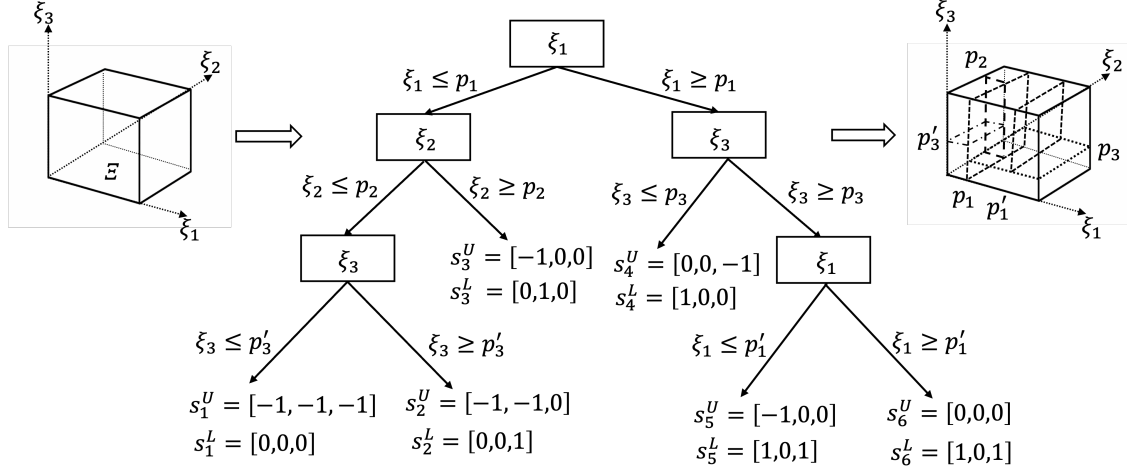 ξ₃
ξ₂
Ξ
ξ₁
ξ₁
ξ₁ ≤ p₁
ξ₁ ≥ p₁
ξ₂
ξ₃
ξ₂ ≤ p₂
ξ₂ ≥ p₂
ξ₃ ≤ p₃
ξ₃ ≥ p₃
ξ₃
s₃ᵁ = [−1,0,0]
s₃ᴸ = [0,1,0]
s₄ᵁ = [0,0,−1]
s₄ᴸ = [1,0,0]
ξ₁
ξ₃ ≤ p₃′
ξ₃ ≥ p₃′
ξ₁ ≤ p₁′
ξ₁ ≥ p₁′
s₁ᵁ = [−1,−1,−1]
s₁ᴸ = [0,0,0]
s₂ᵁ = [−1,−1,0]
s₂ᴸ = [0,0,1]
s₅ᵁ = [−1,0,0]
s₅ᴸ = [1,0,1]
s₆ᵁ = [0,0,0]
s₆ᴸ = [1,0,1]
ξ₃
p₂
ξ₂
p₃′
p₃
p₁
p₁′
ξ₁